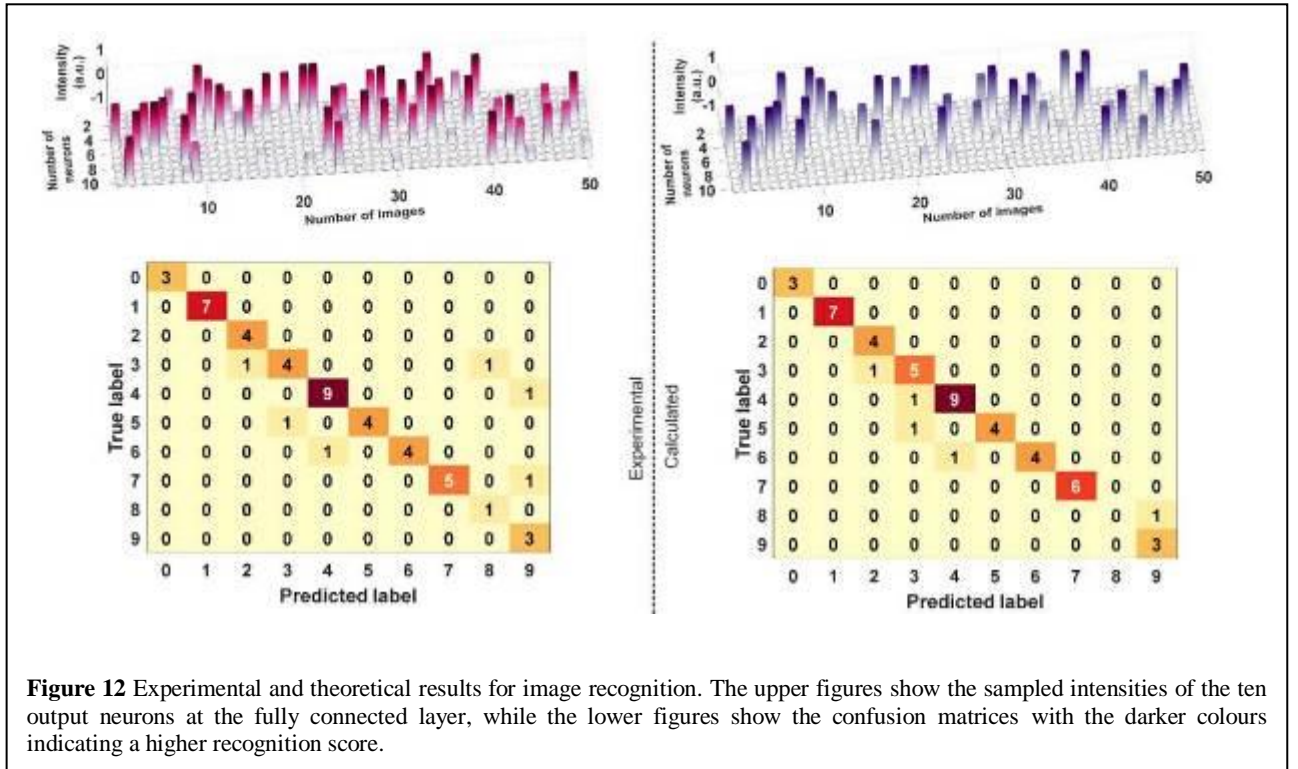 1
0
-1
Intensity
(a.u.)
2
4
6
8
10
Number of
neurons
10
20
30
40
50
Number of images
1
0
-1
Intensity
(a.u.)
2
4
6
8
10
Number of
neurons
10
20
30
40
50
Number of images
0 3 0 0 0 0 0 0 0 0 0
1 0 7 0 0 0 0 0 0 0 0
2 0 0 4 0 0 0 0 0 0 0
3 0 0 1 4 0 0 0 0 1 0
4 0 0 0 0 9 0 0 0 0 1
5 0 0 0 1 0 4 0 0 0 0
6 0 0 0 0 1 0 4 0 0 0
7 0 0 0 0 0 0 0 5 0 1
8 0 0 0 0 0 0 0 0 1 0
9 0 0 0 0 0 0 0 0 0 3
0 1 2 3 4 5 6 7 8 9
True label
Predicted label
Experimental
Calculated
0 3 0 0 0 0 0 0 0 0 0
1 0 7 0 0 0 0 0 0 0 0
2 0 0 4 0 0 0 0 0 0 0
3 0 0 1 5 0 0 0 0 0 0
4 0 0 0 1 9 0 0 0 0 0
5 0 0 0 1 0 4 0 0 0 0
6 0 0 0 0 1 0 4 0 0 0
7 0 0 0 0 0 0 0 6 0 0
8 0 0 0 0 0 0 0 0 0 1
9 0 0 0 0 0 0 0 0 0 3
0 1 2 3 4 5 6 7 8 9
True label
Predicted label
Figure 12 Experimental and theoretical results for image recognition. The upper figures show the sampled intensities of the ten
output neurons at the fully connected layer, while the lower figures show the confusion matrices with the darker colours
indicating a higher recognition score.